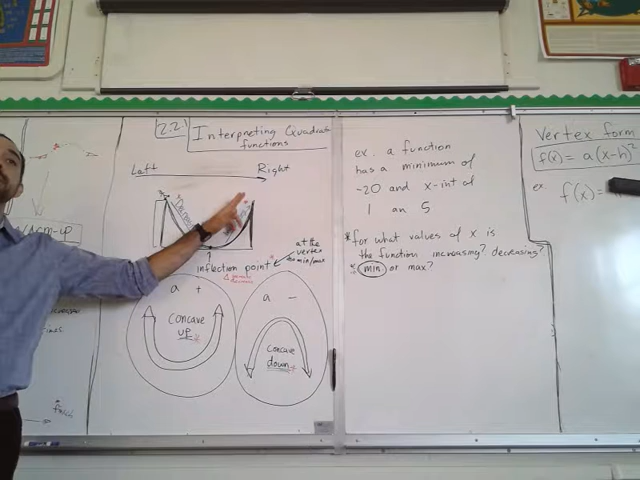 2.2.1
Interpreting Quadratic
functions
Left
Right
Decreas
inflection point
at the
vertex
min/max
a +
Concave
up
a -
Concave
down
ex. a function
has a minimum of
-20 and x-int of
1 an 5
*for what values of x is
the function increasing? decreasing?
* min or max?
Vertex form
f(x) = a(x-h)²
ex.
f(x) =